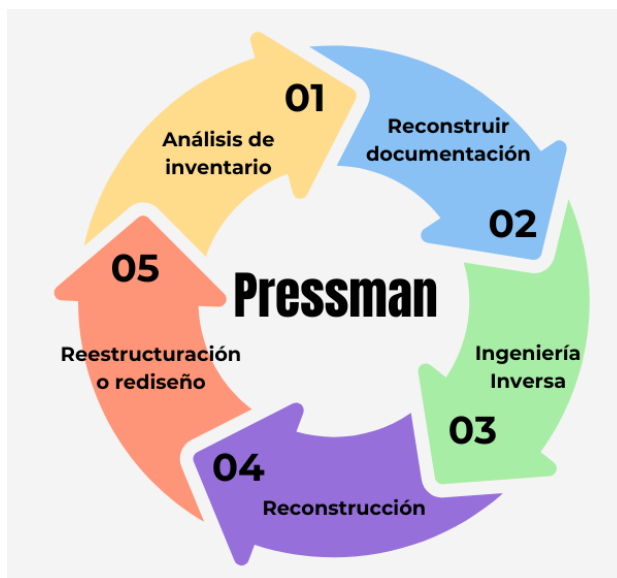 01
Análisis de
inventario
Reconstruir
documentación
02
Pressman
Ingeniería
Inversa
03
04
Reconstrucción
05
Reestructuración
o rediseño